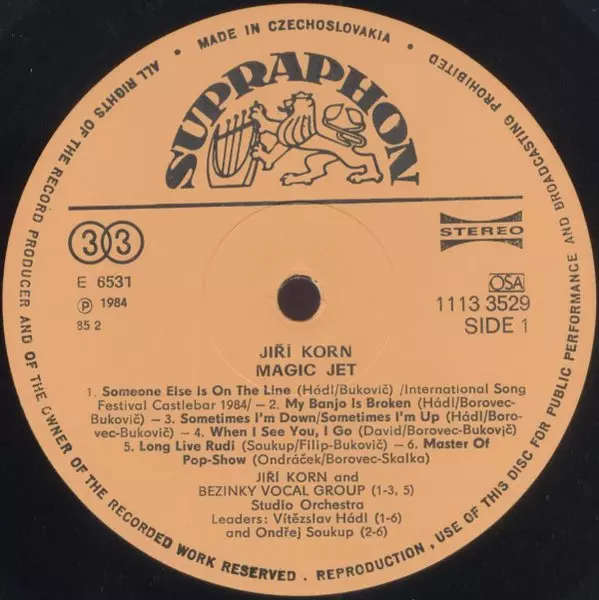 ALL RIGHTS OF THE RECORD PRODUCER AND OF THE OWNER OF THE RECORDED WORK RESERVED . REPRODUCTION , USE OF THIS DISC FOR PUBLIC PERFORMANCE AND BROADCASTING PROHIBITED
• MADE IN CZECHOSLOVAKIA •
SUPRAPHON
33
STEREO
E 6531
Ⓟ 1984
85 2
OSA
1113 3529
SIDE 1
JIŘÍ KORN
MAGIC JET
1. Someone Else Is On The Line (Hádl/Bukovič) /International Song
Festival Castlebar 1984/ – 2. My Banjo Is Broken (Hádl/Borovec-
Bukovič) – 3. Sometimes I'm Down/Sometimes I'm Up (Hádl/Boro-
vec-Bukovič) – 4. When I See You, I Go (David/Borovec-Bukovič)
5. Long Live Rudi (Soukup/Filip-Bukovič) – 6. Master Of
Pop-Show (Ondráček/Borovec-Skalka)
JIŘÍ KORN and
BEZINKY VOCAL GROUP (1-3, 5)
Studio Orchestra
Leaders: Vítězslav Hádl (1-6)
and Ondřej Soukup (2-6)